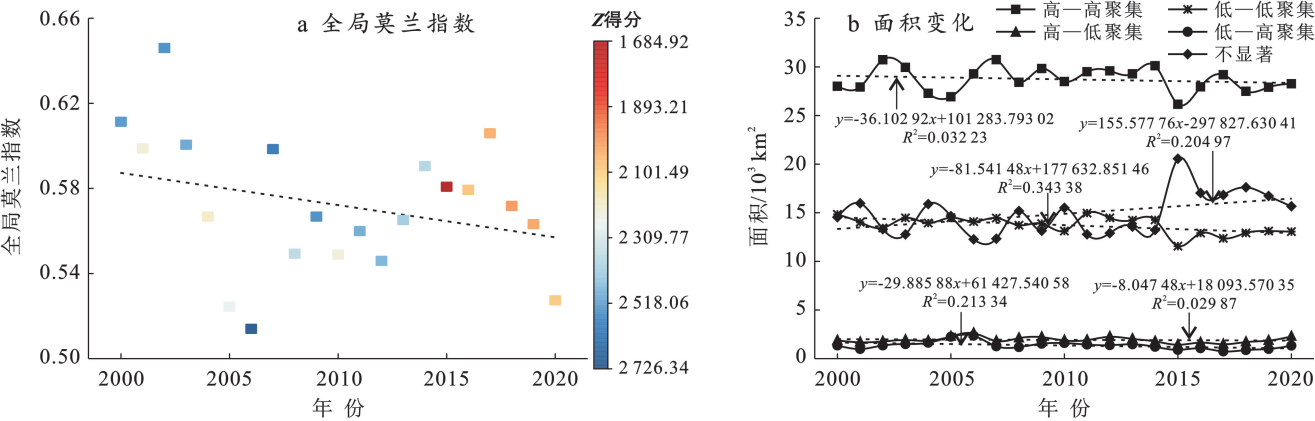 a 全局莫兰指数
全局莫兰指数
0.66
0.62
0.58
0.54
0.50
2000
2005
2010
2015
2020
年 份
Z得分
1 684.92
1 893.21
2 101.49
2 309.77
2 518.06
2 726.34
b 面积变化
高—高聚集
低—低聚集
高—低聚集
低—高聚集
不显著
面积/10³ km²
35
30
25
20
15
10
5
0
y=-36.102 92x+101 283.793 02
R²=0.032 23
y=155.577 76x-297 827.630 41
R²=0.204 97
y=-81.541 48x+177 632.851 46
R²=0.343 38
y=-29.885 88x+61 427.540 58
R²=0.213 34
y=-8.047 48x+18 093.570 35
R²=0.029 87
2000
2005
2010
2015
2020
年 份